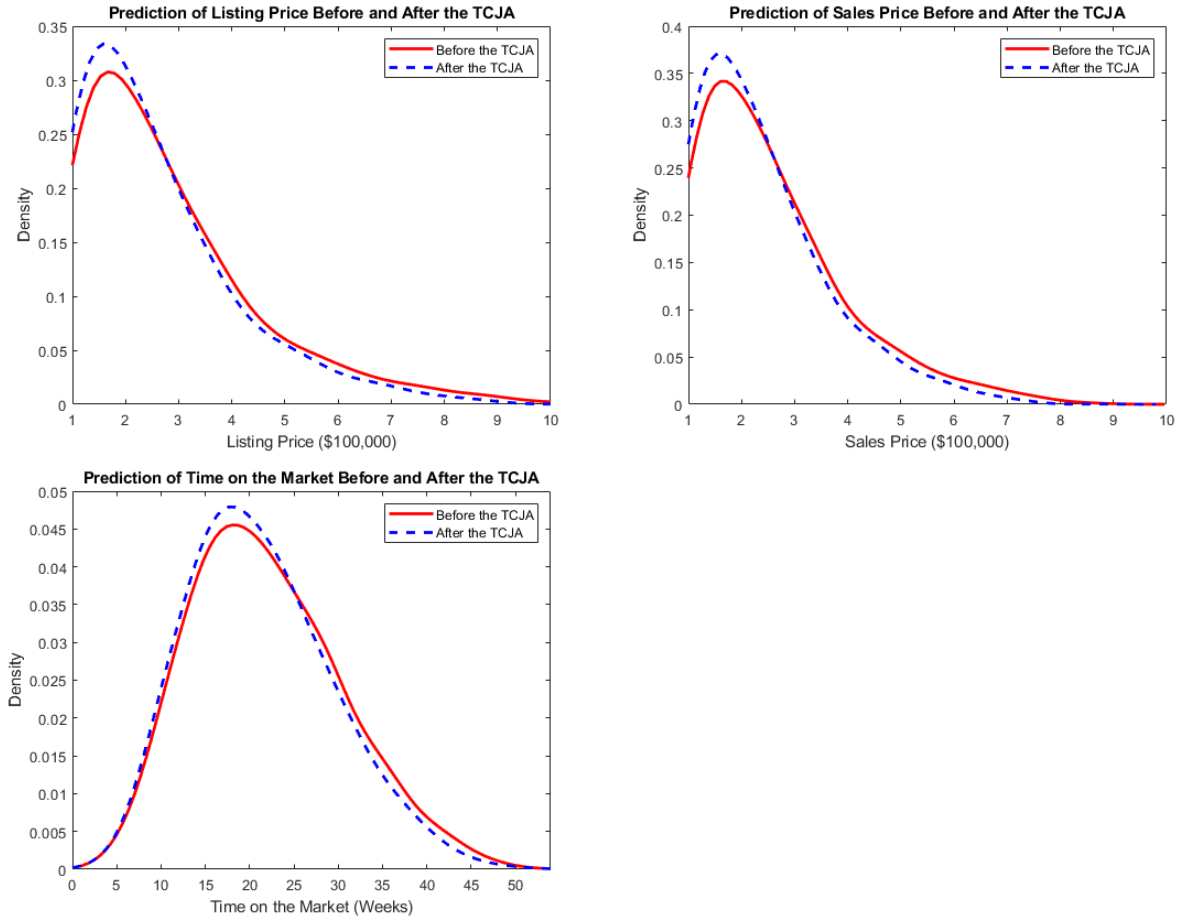 Prediction of Listing Price Before and After the TCJA
0.35
0.3
0.25
0.2
0.15
0.1
0.05
0
Density
Before the TCJA
After the TCJA
1 2 3 4 5 6 7 8 9 10
Listing Price ($100,000)
Prediction of Sales Price Before and After the TCJA
0.4
0.35
0.3
0.25
0.2
0.15
0.1
0.05
0
Density
Before the TCJA
After the TCJA
1 2 3 4 5 6 7 8 9 10
Sales Price ($100,000)
Prediction of Time on the Market Before and After the TCJA
0.05
0.045
0.04
0.035
0.03
0.025
0.02
0.015
0.01
0.005
0
Density
Before the TCJA
After the TCJA
0 5 10 15 20 25 30 35 40 45 50
Time on the Market (Weeks)